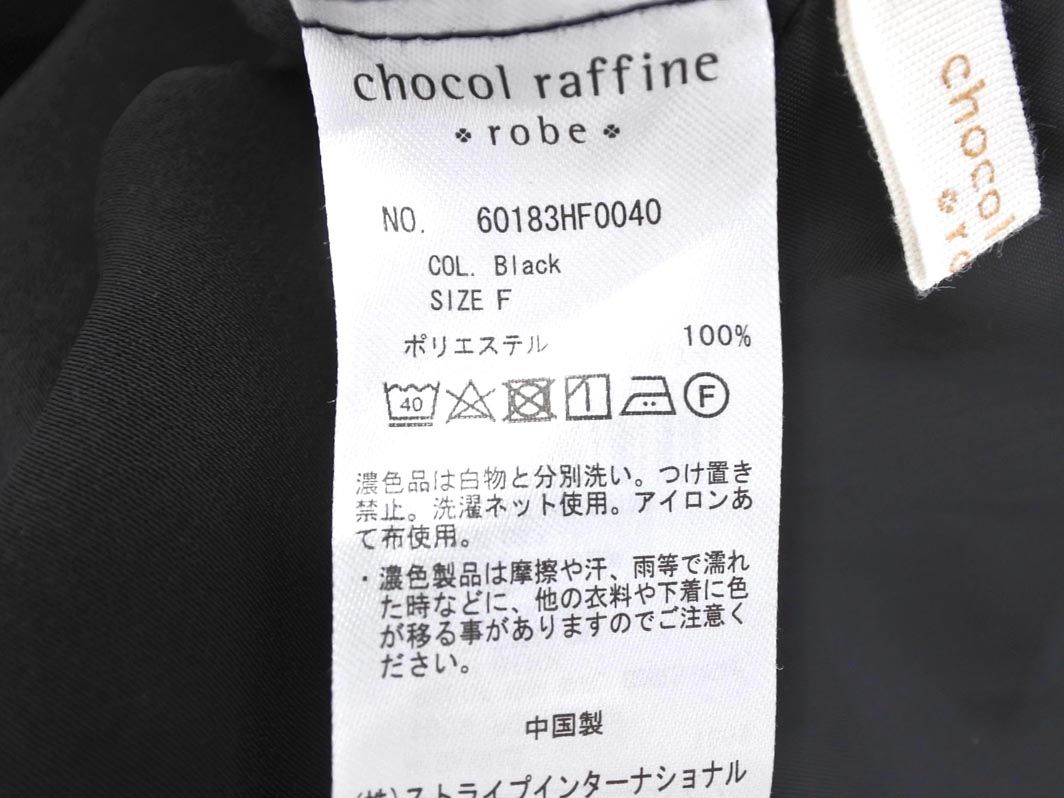 chocol raffine
robe
NO. 60183HF0040
COL. Black
SIZE F
ポリエステル 100%
40
F
濃色品は白物と分別洗い。つけ置き
禁止。洗濯ネット使用。アイロンあ
て布使用。
・濃色製品は摩擦や汗、雨等で濡れ
た時などに、他の衣料や下着に色
が移る事がありますのでご注意く
ださい。
中国製
(株)ストライプインターナショナル
chocol